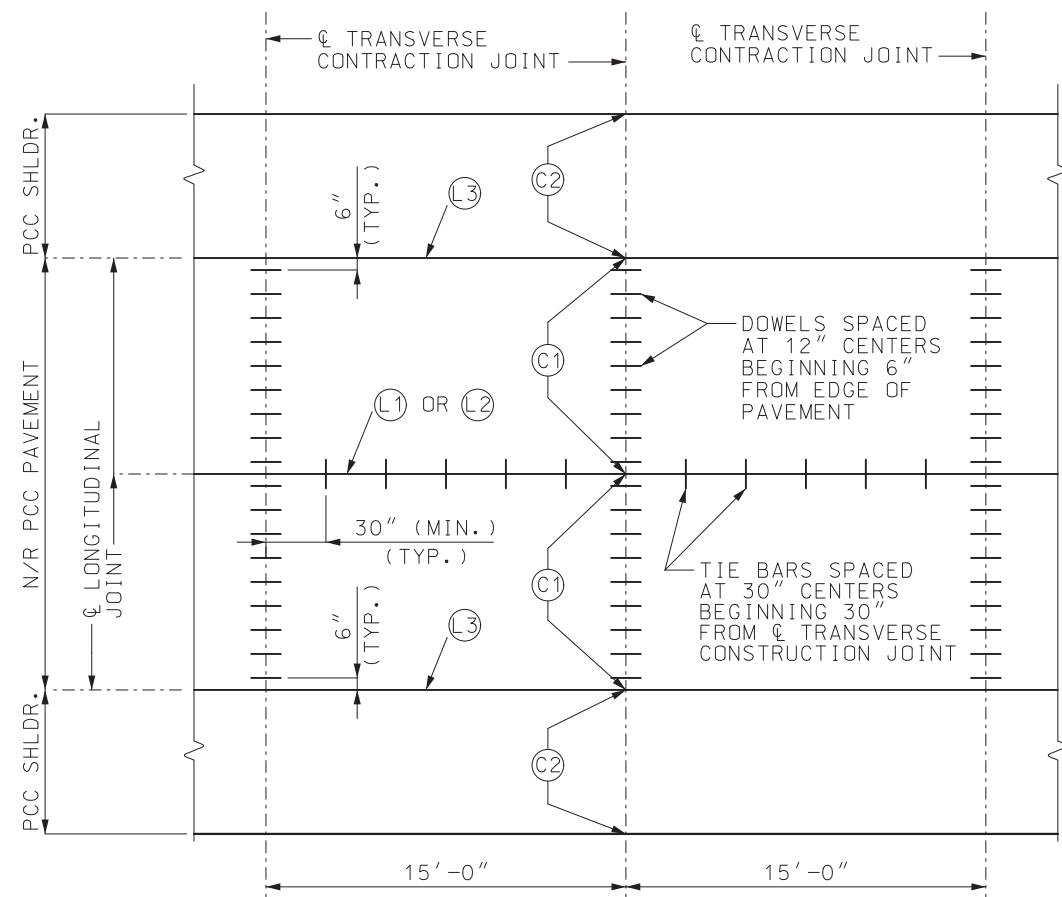 ℄ TRANSVERSE
CONTRACTION JOINT
℄ TRANSVERSE
CONTRACTION JOINT
PCC SHLDR.
C2
6"
(TYP.)
L3
N/R PCC PAVEMENT
℄ LONGITUDINAL
JOINT
C1
DOWELS SPACED
AT 12" CENTERS
BEGINNING 6"
FROM EDGE OF
PAVEMENT
L1 OR L2
30" (MIN.)
(TYP.)
C1
TIE BARS SPACED
AT 30" CENTERS
BEGINNING 30"
FROM ℄ TRANSVERSE
CONSTRUCTION JOINT
6"
(TYP.)
L3
PCC SHLDR.
C2
15'-0"
15'-0"